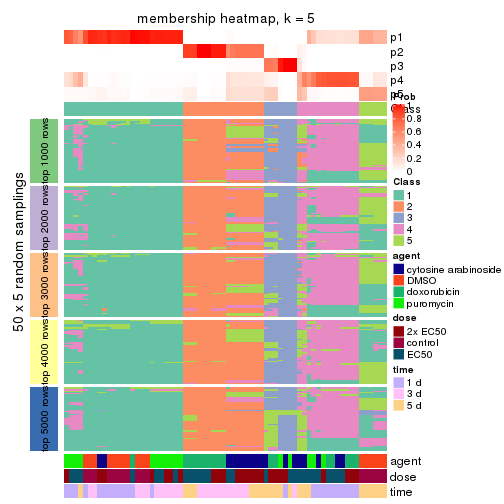 membership heatmap, k = 5
p1
p2
p3
p4
p5
50 x 5 random samplings
top 1000 rows
top 2000 rows
top 3000 rows
top 4000 rows
top 5000 rows
Prob
1
0.8
0.6
0.4
0.2
0
Class
Class
1
2
3
4
5
agent
cytosine arabinoside
DMSO
doxorubicin
puromycin
dose
2x EC50
control
EC50
time
1 d
3 d
5 d
agent
dose
time